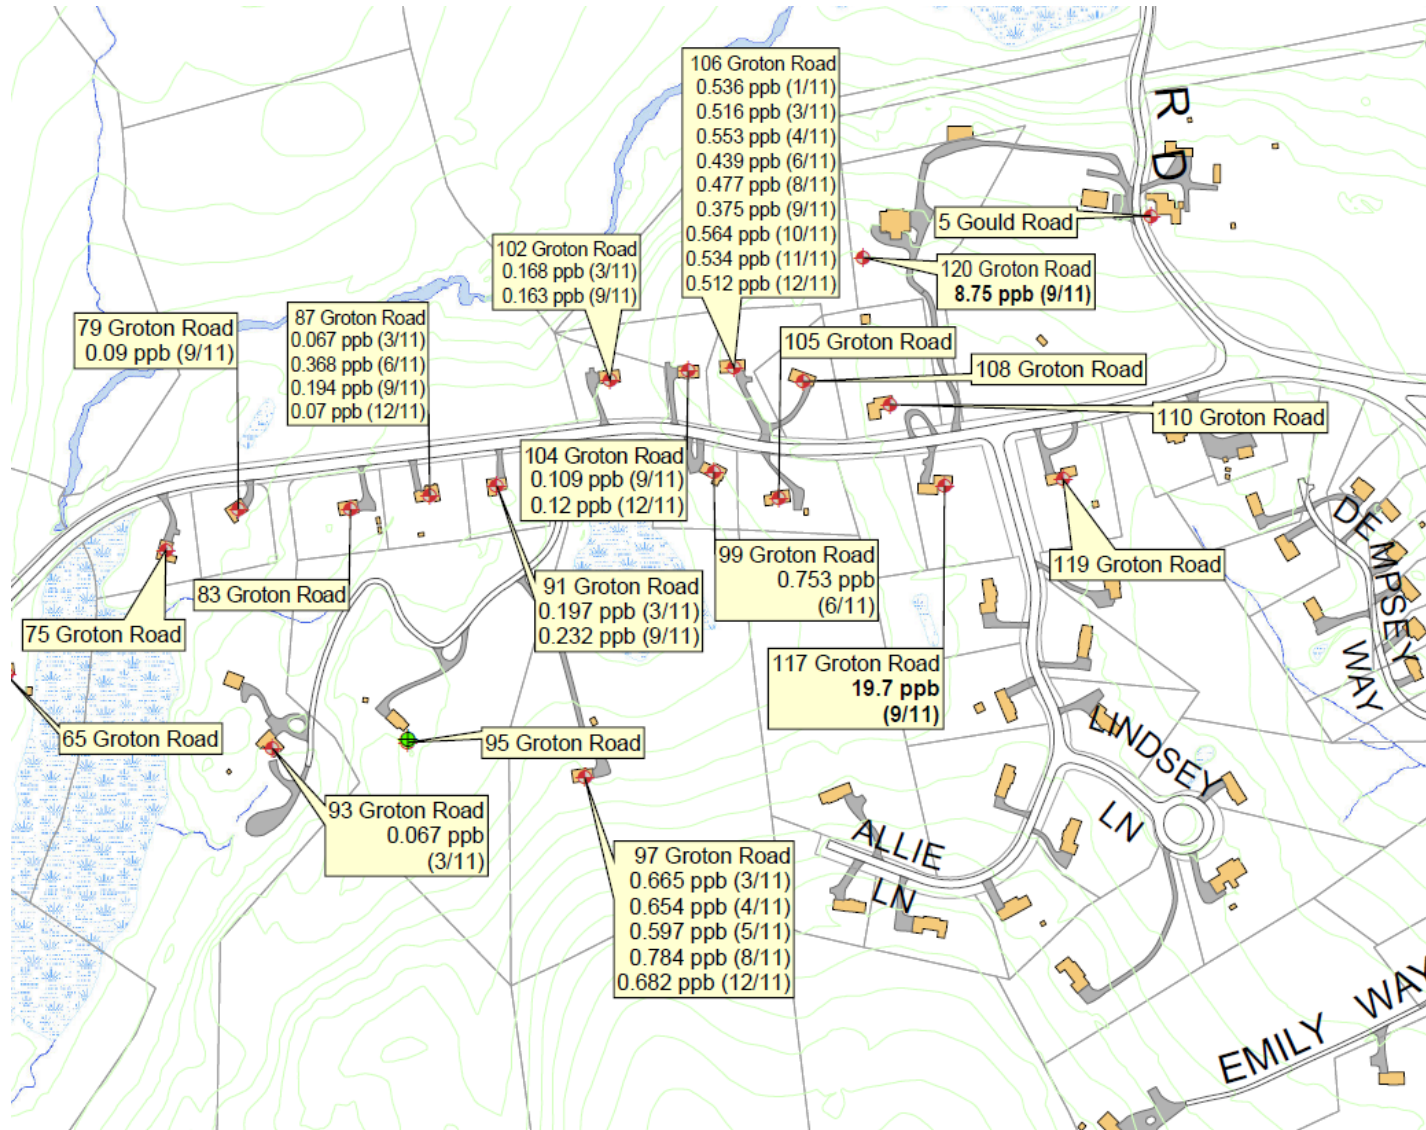 106 Groton Road
0.536 ppb (1/11)
0.516 ppb (3/11)
0.553 ppb (4/11)
0.439 ppb (6/11)
0.477 ppb (8/11)
0.375 ppb (9/11)
0.564 ppb (10/11)
0.534 ppb (11/11)
0.512 ppb (12/11)
RD
5 Gould Road
102 Groton Road
0.168 ppb (3/11)
0.163 ppb (9/11)
120 Groton Road
8.75 ppb (9/11)
79 Groton Road
0.09 ppb (9/11)
87 Groton Road
0.067 ppb (3/11)
0.368 ppb (6/11)
0.194 ppb (9/11)
0.07 ppb (12/11)
105 Groton Road
108 Groton Road
110 Groton Road
104 Groton Road
0.109 ppb (9/11)
0.12 ppb (12/11)
99 Groton Road
0.753 ppb
(6/11)
119 Groton Road
DEMPSEY
WAY
83 Groton Road
91 Groton Road
0.197 ppb (3/11)
0.232 ppb (9/11)
75 Groton Road
117 Groton Road
19.7 ppb
(9/11)
65 Groton Road
95 Groton Road
LINDSEY
LN
93 Groton Road
0.067 ppb
(3/11)
ALLIE
LN
97 Groton Road
0.665 ppb (3/11)
0.654 ppb (4/11)
0.597 ppb (5/11)
0.784 ppb (8/11)
0.682 ppb (12/11)
EMILY WAY